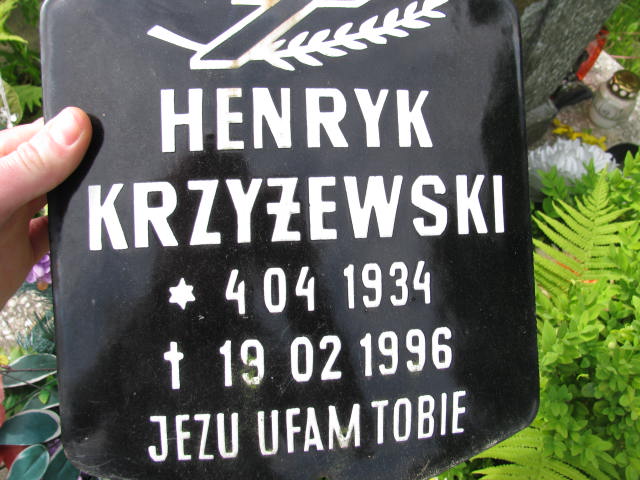 HENRYK
KRZYŻEWSKI
* 4 04 1934
† 19 02 1996
JEZU UFAM TOBIE